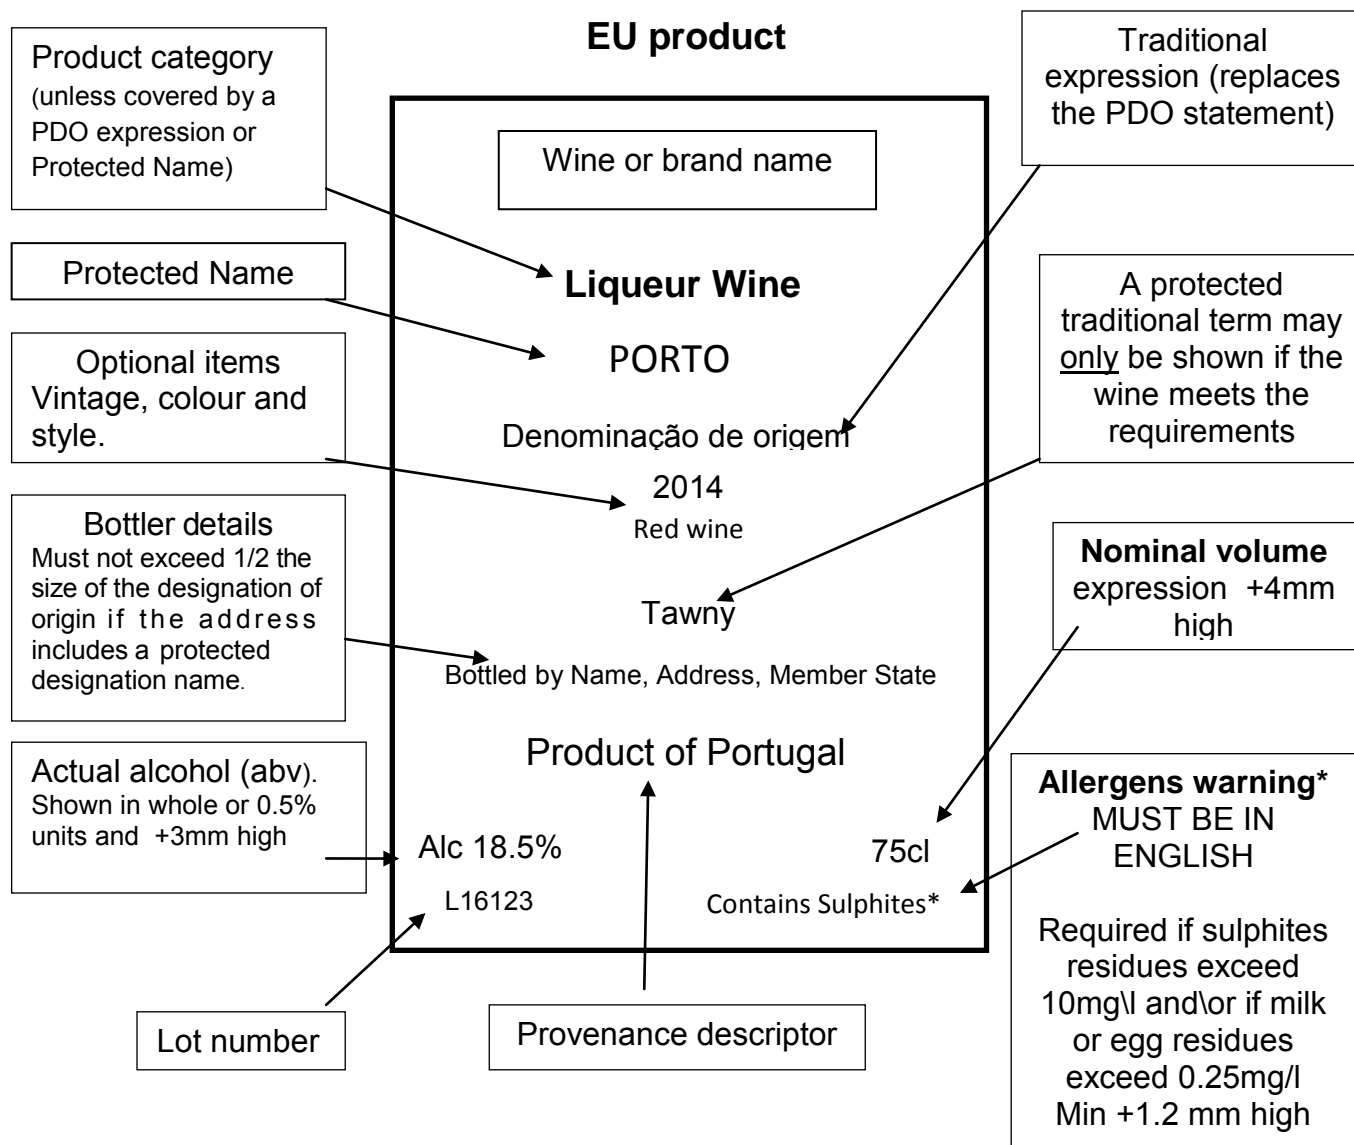 EU product
Product category
(unless covered by a
PDO expression or
Protected Name)
Protected Name
Optional items
Vintage, colour and
style.
Bottler details
Must not exceed 1/2 the
size of the designation of
origin if the address
includes a protected
designation name.
Actual alcohol (abv).
Shown in whole or 0.5%
units and +3mm high
Lot number
Wine or brand name
Liqueur Wine
PORTO
Denominação de origem
2014
Red wine
Tawny
Bottled by Name, Address, Member State
Product of Portugal
Alc 18.5%
75cl
L16123
Contains Sulphites*
Provenance descriptor
Traditional
expression (replaces
the PDO statement)
A protected
traditional term may
only be shown if the
wine meets the
requirements
Nominal volume
expression +4mm
high
Allergens warning*
MUST BE IN
ENGLISH
Required if sulphites
residues exceed
10mg\l and\or if milk
or egg residues
exceed 0.25mg/l
Min +1.2 mm high